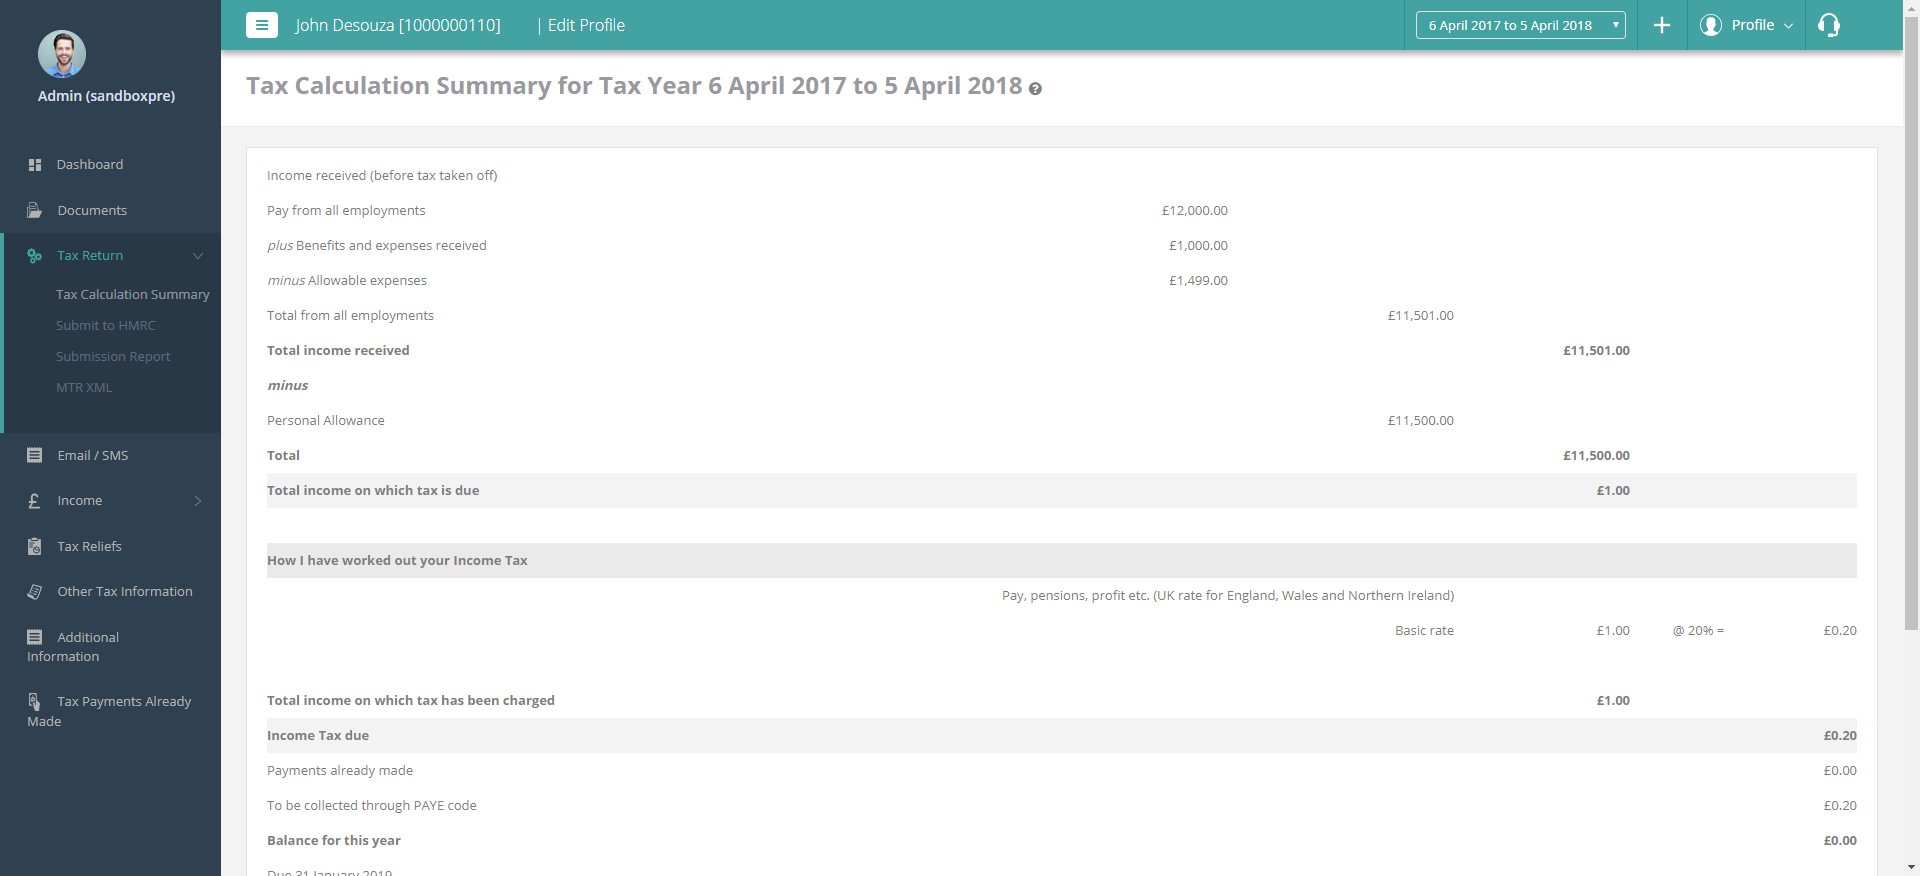 John Desouza [1000000110]
| Edit Profile
6 April 2017 to 5 April 2018
Profile
Admin (sandboxpre)
Dashboard
Documents
Tax Return
Tax Calculation Summary
Submit to HMRC
Submission Report
MTR XML
Email / SMS
Income
Tax Reliefs
Other Tax Information
Additional
Information
Tax Payments Already
Made
Tax Calculation Summary for Tax Year 6 April 2017 to 5 April 2018
Income received (before tax taken off)
Pay from all employments £12,000.00
plus Benefits and expenses received £1,000.00
minus Allowable expenses £1,499.00
Total from all employments £11,501.00
Total income received £11,501.00
minus
Personal Allowance £11,500.00
Total £11,500.00
Total income on which tax is due £1.00
How I have worked out your Income Tax
Pay, pensions, profit etc. (UK rate for England, Wales and Northern Ireland)
Basic rate £1.00 @ 20% = £0.20
Total income on which tax has been charged £1.00
Income Tax due £0.20
Payments already made £0.00
To be collected through PAYE code £0.20
Balance for this year £0.00
Due 31 January 2019